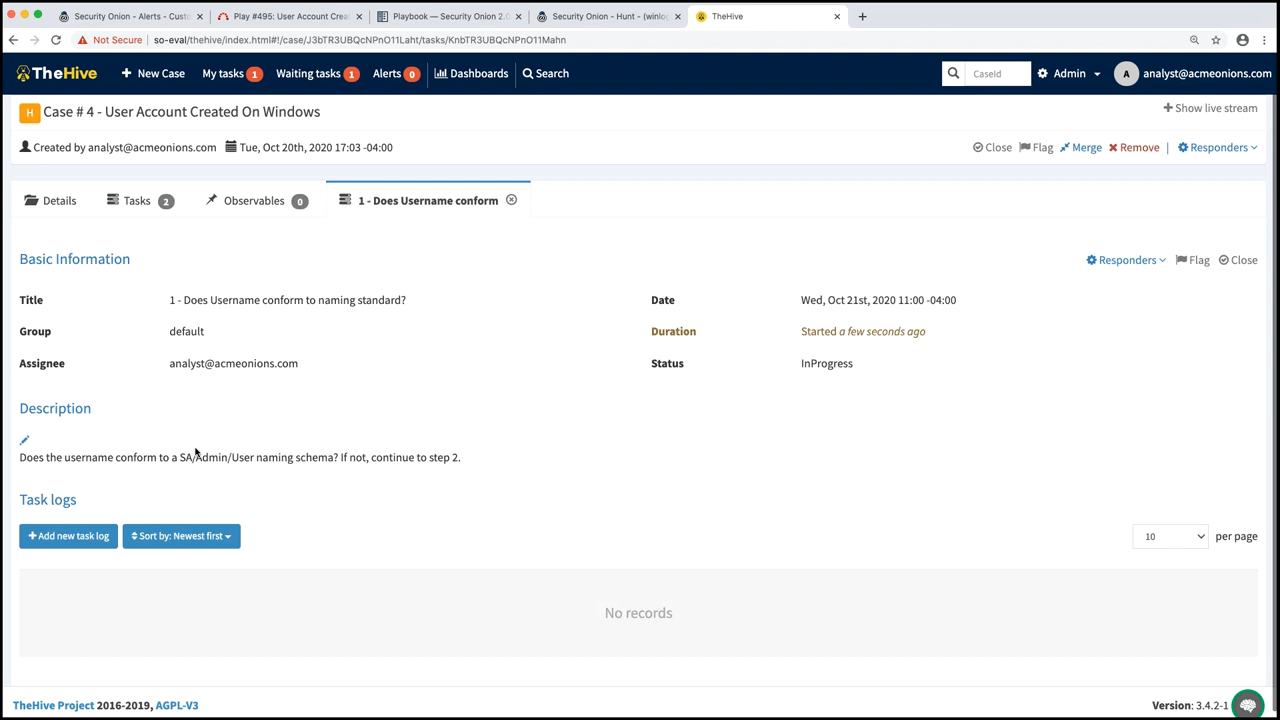 Security Onion - Alerts - Custo
Play #495: User Account Crea
Playbook — Security Onion 2.0
Security Onion - Hunt - (winlog
TheHive
Not Secure so-eval/thehive/index.html#!/case/J3bTR3UBQcNPnO11Laht/tasks/KnbTR3UBQcNPnO11Mahn
TheHive
New Case
My tasks 1
Waiting tasks 1
Alerts 0
Dashboards
Search
CaseId
Admin
A analyst@acmeonions.com
H Case # 4 - User Account Created On Windows
Show live stream
Created by analyst@acmeonions.com Tue, Oct 20th, 2020 17:03 -04:00
Close Flag Merge Remove | Responders
Details
Tasks 2
Observables 0
1 - Does Username conform
Basic Information
Responders Flag Close
Title 1 - Does Username conform to naming standard?
Date Wed, Oct 21st, 2020 11:00 -04:00
Group default
Duration Started a few seconds ago
Assignee analyst@acmeonions.com
Status InProgress
Description
Does the username conform to a SA/Admin/User naming schema? If not, continue to step 2.
Task logs
Add new task log
Sort by: Newest first
10 per page
No records
TheHive Project 2016-2019, AGPL-V3
Version: 3.4.2-1